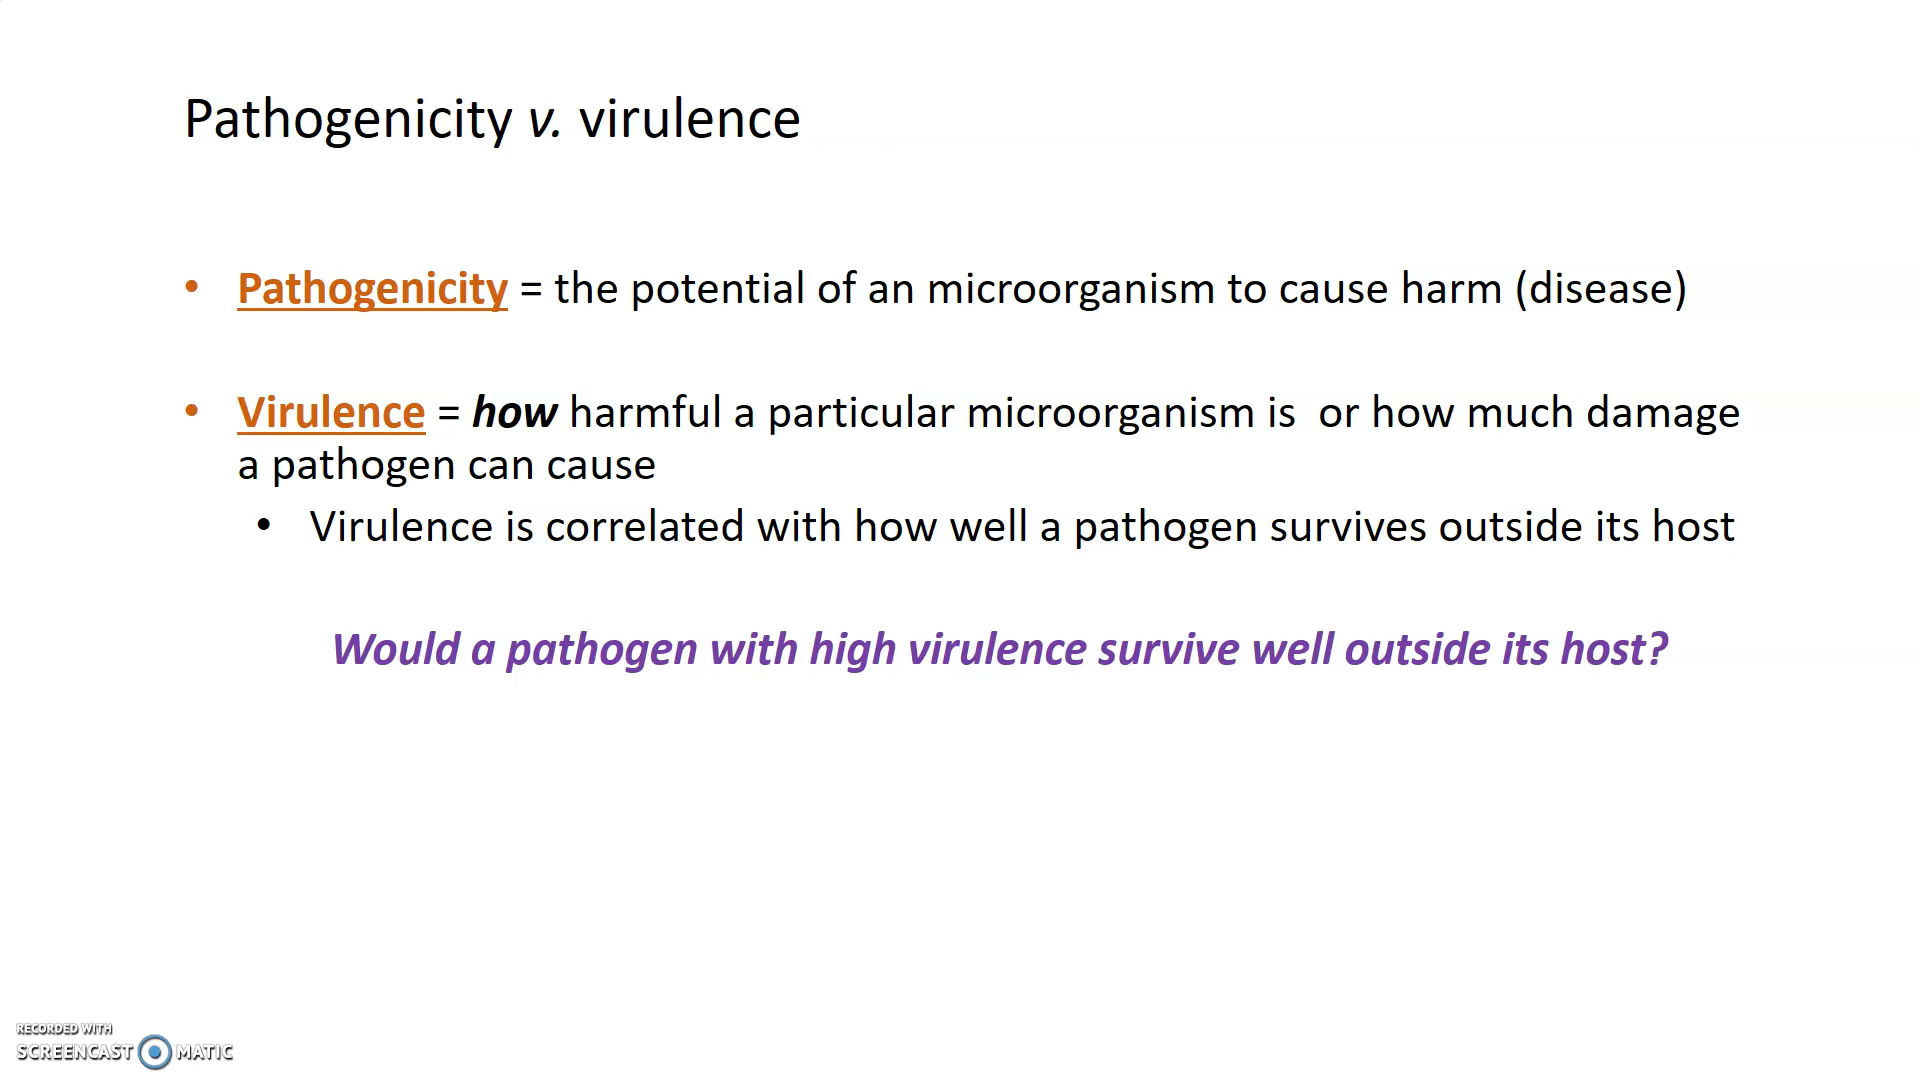 Pathogenicity v. virulence
• Pathogenicity = the potential of an microorganism to cause harm (disease)
• Virulence = how harmful a particular microorganism is  or how much damage
a pathogen can cause
• Virulence is correlated with how well a pathogen survives outside its host
Would a pathogen with high virulence survive well outside its host?
RECORDED WITH
SCREENCAST MATIC